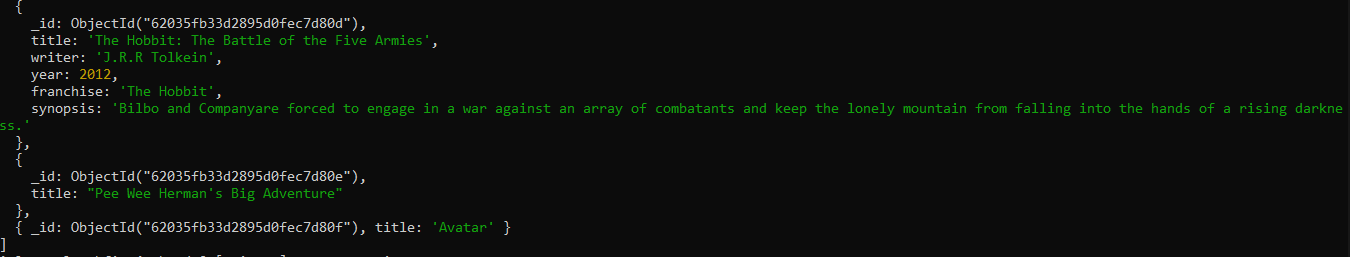 {
_id: ObjectId("62035fb33d2895d0fec7d80d"),
title: 'The Hobbit: The Battle of the Five Armies',
writer: 'J.R.R Tolkein',
year: 2012,
franchise: 'The Hobbit',
synopsis: 'Bilbo and Companyare forced to engage in a war against an array of combatants and keep the lonely mountain from falling into the hands of a rising darkne
ss.'
},
{
_id: ObjectId("62035fb33d2895d0fec7d80e"),
title: "Pee Wee Herman's Big Adventure"
},
{ _id: ObjectId("62035fb33d2895d0fec7d80f"), title: 'Avatar' }
]